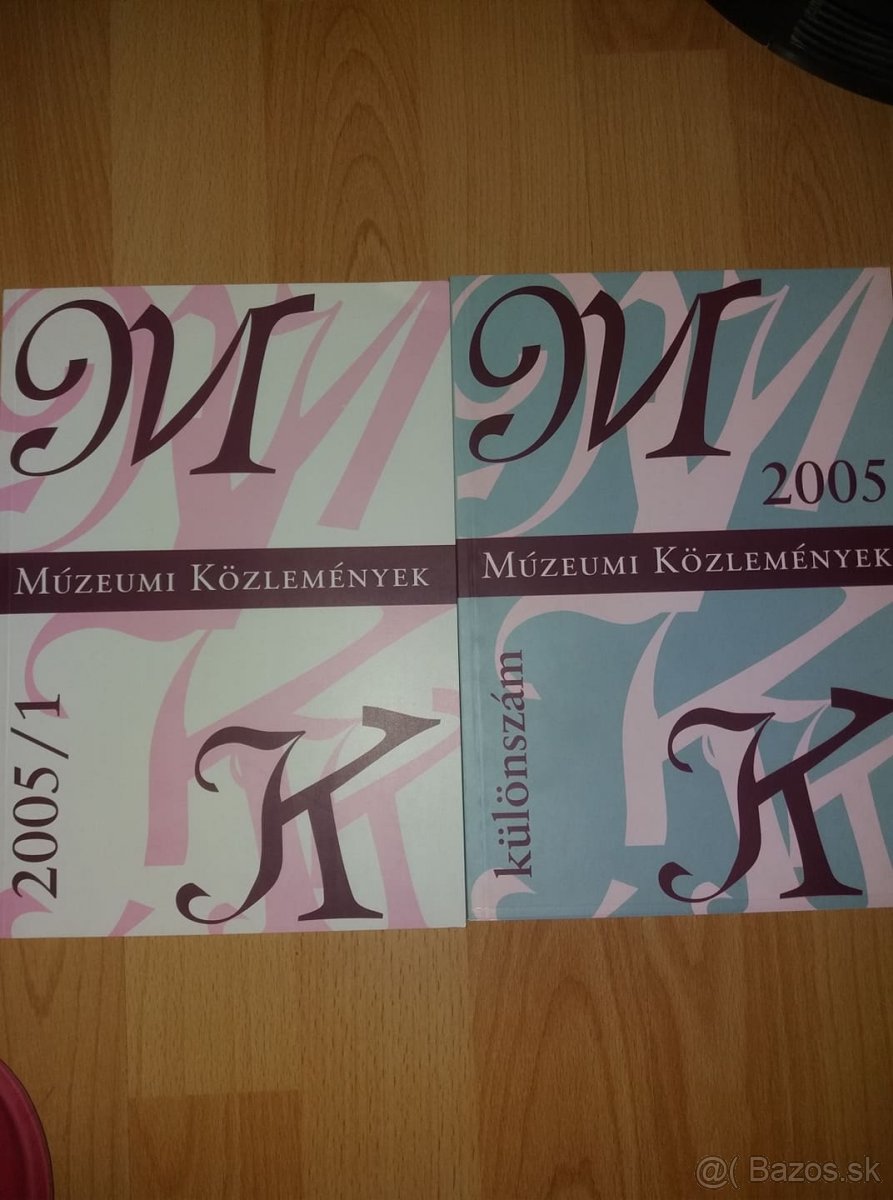 M
MÚZEUMI KÖZLEMÉNYEK
2005/1
K
M
2005
MÚZEUMI KÖZLEMÉNYEK
különszám
K
@( Bazos.sk